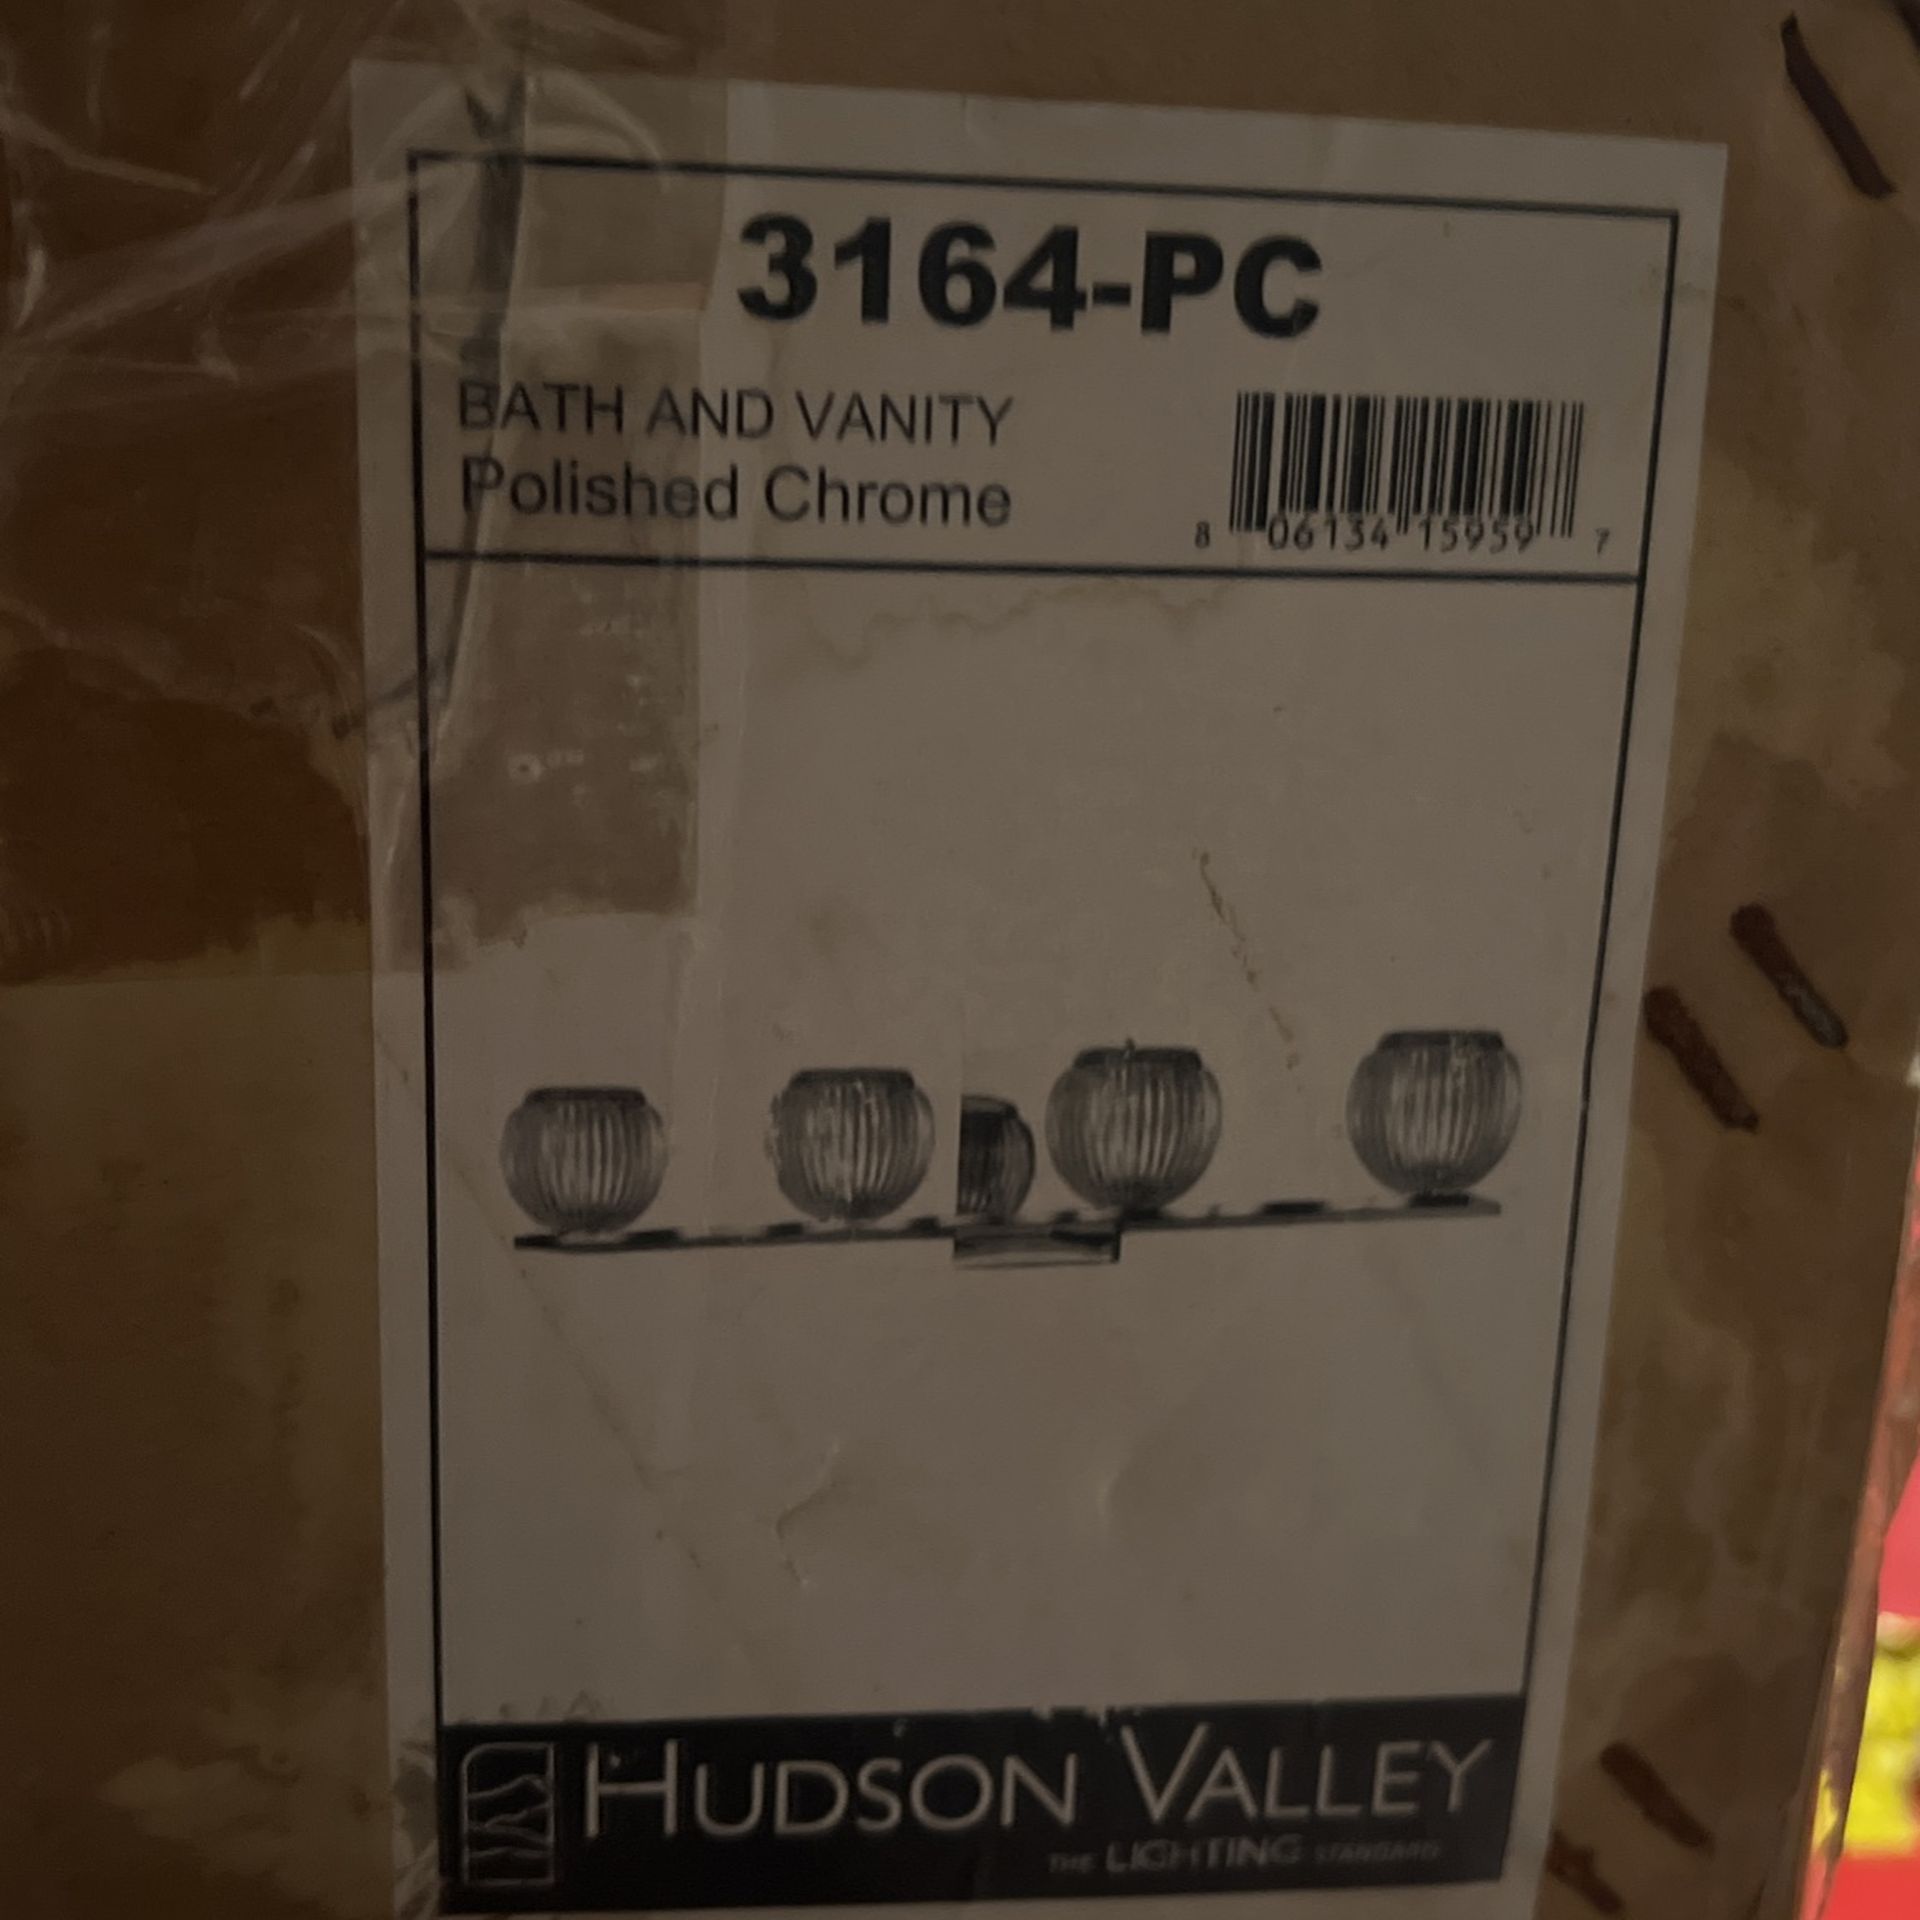 3164-PC
BATH AND VANITY
Polished Chrome
8 06134 15959 7
HUDSON VALLEY
THE LIGHTING STANDARD